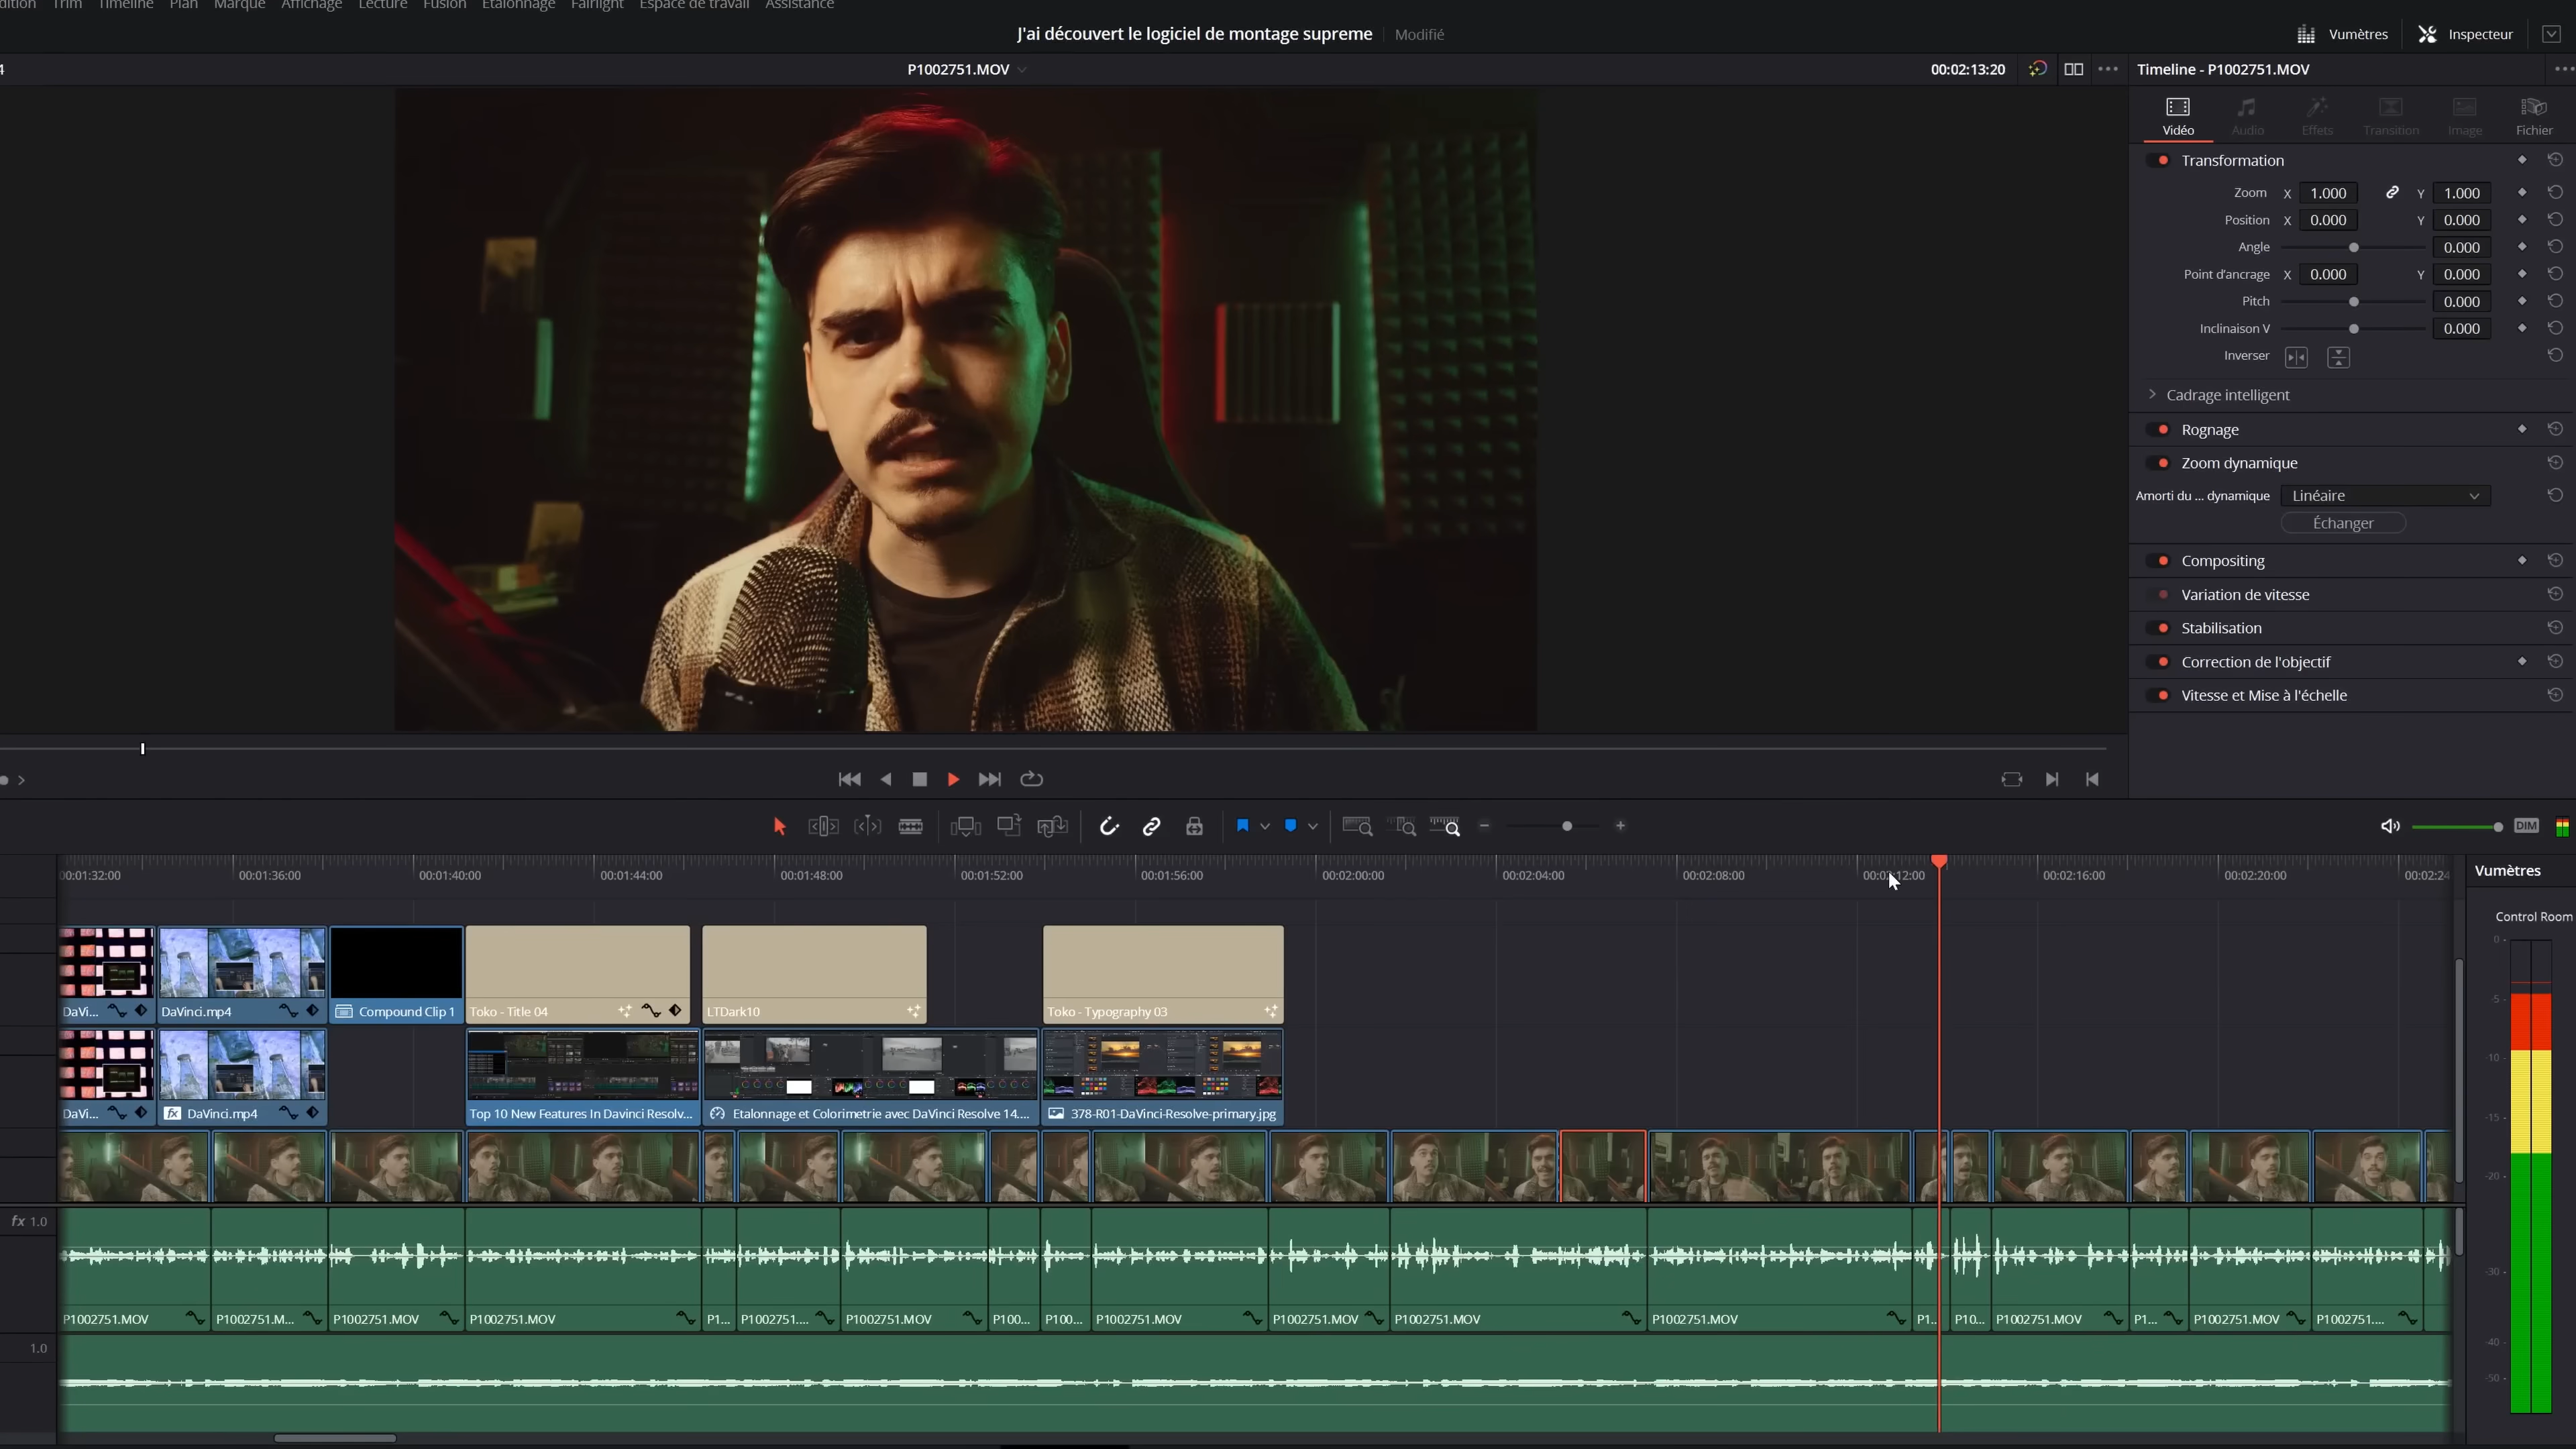 dition Trim Timeline Plan Marque Affichage Lecture Fusion Étalonnage Fairlight Espace de travail Assistance
J'ai découvert le logiciel de montage supreme Modifié Vumètres Inspecteur
4 P1002751.MOV 00:02:13:20 Timeline - P1002751.MOV
Vidéo Audio Effets Transition Image Fichier
Transformation
Zoom X 1.000 Y 1.000
Position X 0.000 Y 0.000
Angle 0.000
Point d'ancrage X 0.000 Y 0.000
Pitch 0.000
Inclinaison V 0.000
Inverser
Cadrage intelligent
Rognage
Zoom dynamique
Amorti du ... dynamique Linéaire
Échanger
Compositing
Variation de vitesse
Stabilisation
Correction de l'objectif
Vitesse et Mise à l'échelle
DIM
00:01:32:00 00:01:36:00 00:01:40:00 00:01:44:00 00:01:48:00 00:01:52:00 00:01:56:00 00:02:00:00 00:02:04:00 00:02:08:00 00:02:12:00 00:02:16:00 00:02:20:00 00:02:24
Vumètres
Control Room
DaVi... DaVinci.mp4 Compound Clip 1 Toko - Title 04 LTDark10 Toko - Typography 03
DaVi... fx DaVinci.mp4 Top 10 New Features In Davinci Resolv... Etalonnage et Colorimetrie avec DaVinci Resolve 14.... 378-R01-DaVinci-Resolve-primary.jpg
fx 1.0
P1002751.MOV P1002751.M... P1002751.MOV P1002751.MOV P1... P1002751.... P1002751.MOV P100... P100... P1002751.MOV P1002751.MOV P1002751.MOV P1002751.MOV P1... P10... P1002751.MOV P1... P1002751.MOV P1002751....
1.0
0
-5
-10
-15
-20
-30
-40
-50